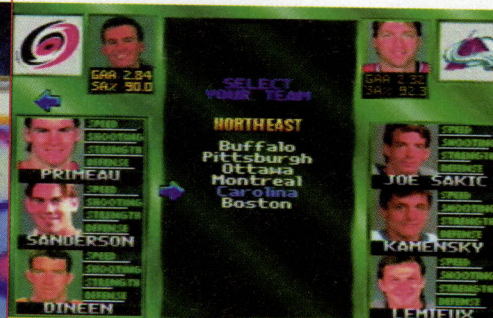 GAA 2.84
SA% 90.0
SPEED
SHOOTING
STRENGTH
DEFENSE
PRIMEAU
SPEED
SHOOTING
STRENGTH
DEFENSE
SANDERSON
SPEED
SHOOTING
STRENGTH
DEFENSE
DINEEN
SELECT
YOUR TEAM
NORTHEAST
Buffalo
Pittsburgh
Ottawa
Montreal
Carolina
Boston
GAA 2.32
SA% 92.3
SPEED
SHOOTING
STRENGTH
DEFENSE
JOE SAKIC
SPEED
SHOOTING
STRENGTH
DEFENSE
KAMENSKY
SPEED
SHOOTING
STRENGTH
DEFENSE
LEMIEUX